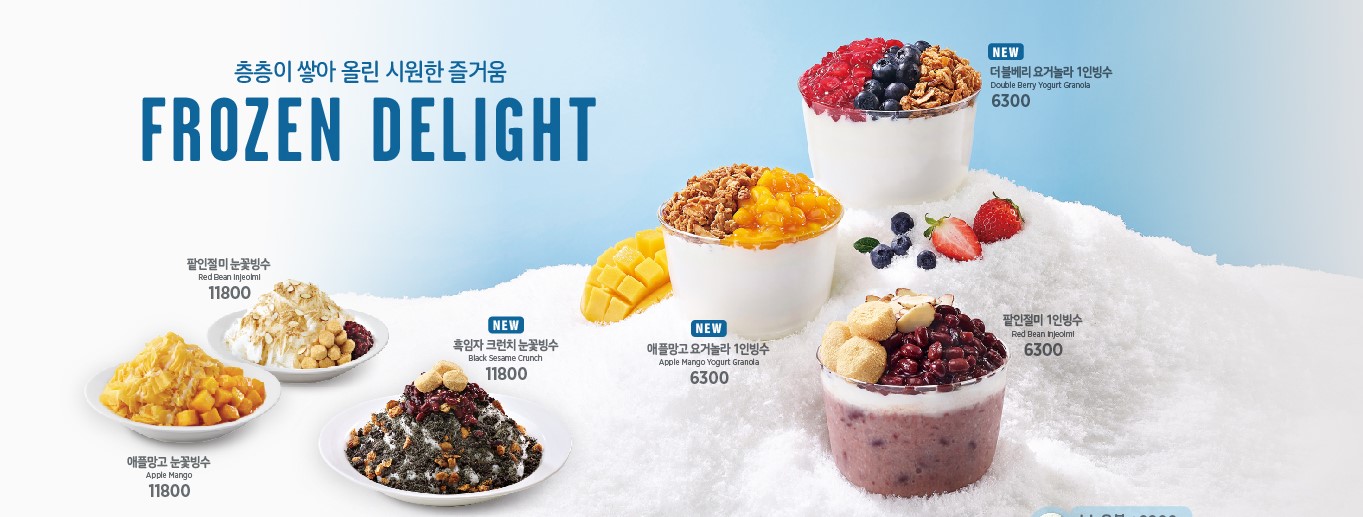 층층이 쌓아 올린 시원한 즐거움
FROZEN DELIGHT
NEW
더블베리 요거놀라 1인빙수
Double Berry Yogurt Granola
6300
팥인절미 눈꽃빙수
Red Bean Injeolmi
11800
NEW
흑임자 크런치 눈꽃빙수
Black Sesame Crunch
11800
NEW
애플망고 요거놀라 1인빙수
Apple Mango Yogurt Granola
6300
팥인절미 1인빙수
Red Bean Injeolmi
6300
애플망고 눈꽃빙수
Apple Mango
11800